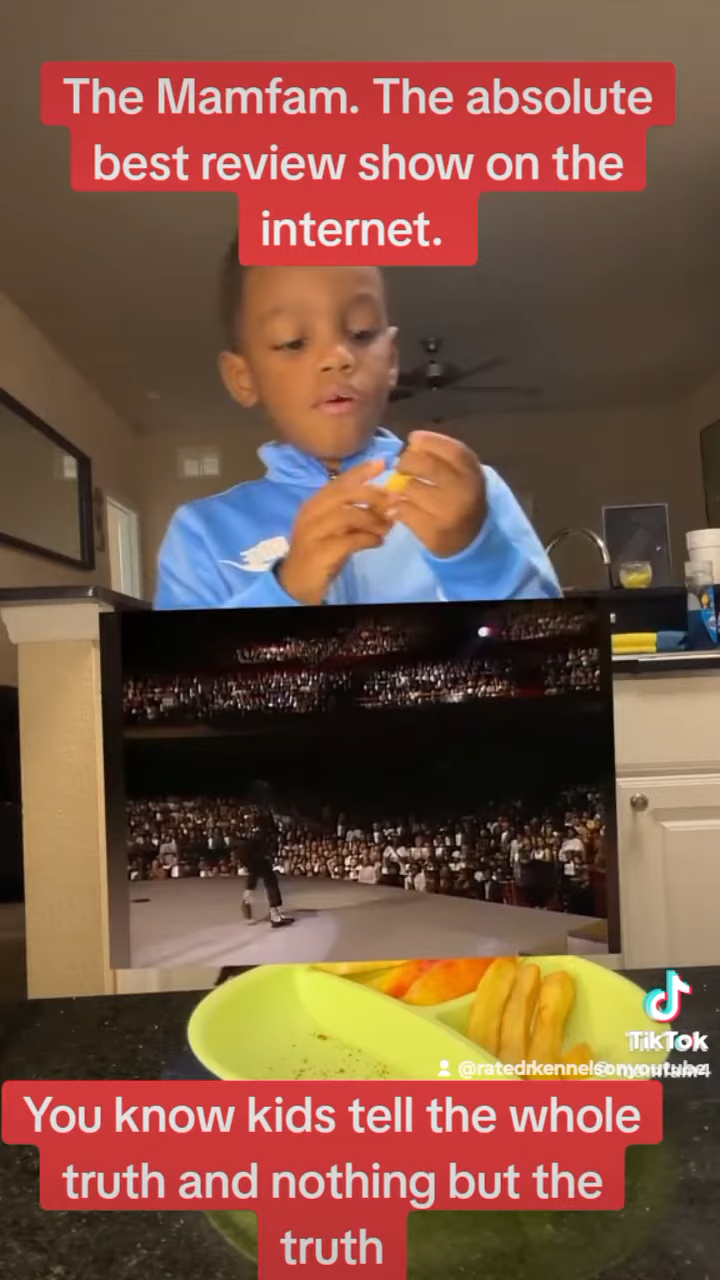 The Mamfam. The absolute
best review show on the
internet.
TikTok
@ratedrkennelsonyoutube
You know kids tell the whole
truth and nothing but the
truth